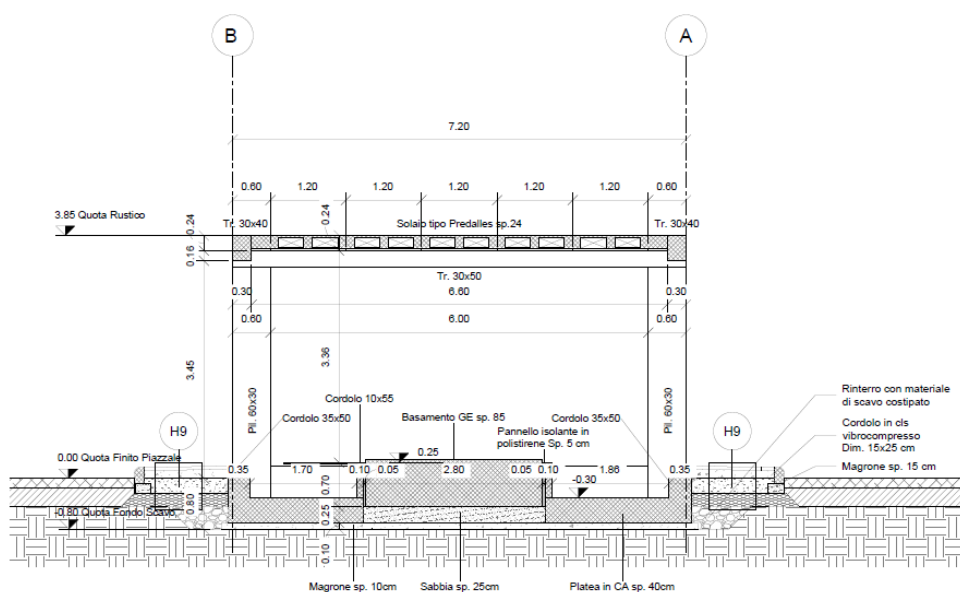 B
A
7.20
0.60
1.20
1.20
1.20
1.20
1.20
0.60
3.85 Quota Rustico
0.24
0.24
Tr. 30x40
Solaio tipo Predalles sp.24
Tr. 30x40
0.16
Tr. 30x50
0.30
6.60
0.30
0.60
6.00
0.60
3.45
3.36
Pil. 60x30
Pil. 60x30
Cordolo 10x55
Cordolo 35x50
Basamento GE sp. 85
Cordolo 35x50
Pannello isolante in
polistirene Sp. 5 cm
Rinterro con materiale
di scavo costipato
Cordolo in cls
vibrocompresso
Dim. 15x25 cm
Magrone sp. 15 cm
H9
H9
0.25
0.00 Quota Finito Piazzale
0.35
1.70
0.10
0.05
2.80
0.05
0.10
1.86
0.35
-0.30
0.70
0.80
-0.80 Quota Fondo Scavo
0.25
0.10
Magrone sp. 10cm
Sabbia sp. 25cm
Platea in CA sp. 40cm